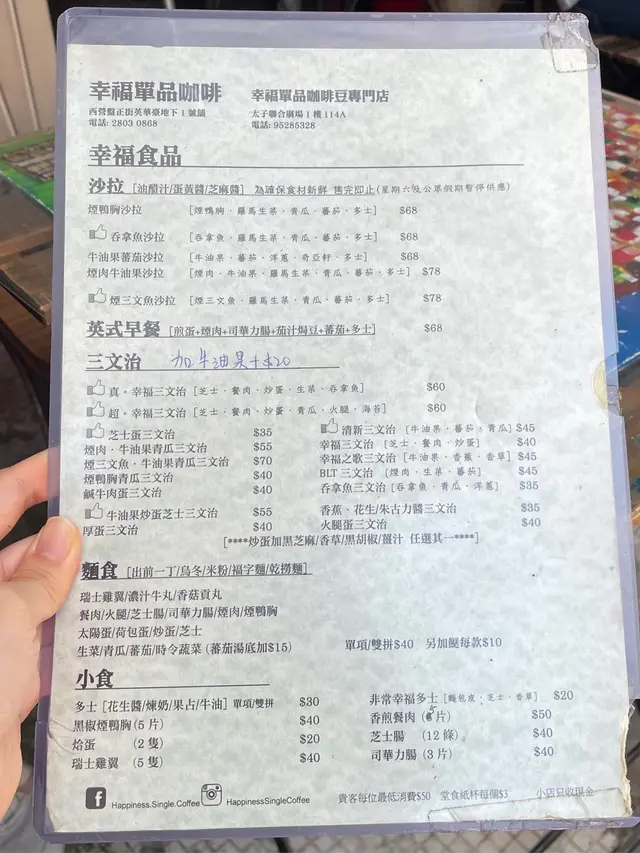 幸福單品咖啡 幸福單品咖啡豆專門店
西營盤正街英華臺地下1號舖 太子聯合廣場1樓114A
電話: 2803 0868 電話: 95285328
幸福食品
沙拉 [油醋汁/蛋黃醬/芝麻醬] 為確保食材新鮮 售完即止(星期六及公眾假期暫停供應)
煙鴨胸沙拉 [煙鴨胸·羅馬生菜·青瓜·蕃茄·多士] $68
吞拿魚沙拉 [吞拿魚·羅馬生菜·青瓜·蕃茄·多士] $68
牛油果蕃茄沙拉 [牛油果·蕃茄·洋蔥·奇亞籽·多士] $68
煙肉牛油果沙拉 [煙肉·牛油果·羅馬生菜·青瓜·蕃茄·多士] $78
煙三文魚沙拉 [煙三文魚·羅馬生菜·青瓜·蕃茄·多士] $78
英式早餐 [煎蛋+煙肉+司華力腸+茄汁焗豆+蕃茄+多士] $68
三文治 加牛油果+$20
真。幸福三文治 [芝士·餐肉·炒蛋·生菜·吞拿魚] $60
超。幸福三文治 [芝士·餐肉·炒蛋·青瓜·火腿·海苔] $60
芝士蛋三文治 $35 清新三文治 [牛油果·蕃茄·青瓜] $45
煙肉·牛油果青瓜三文治 $55 幸福三文治 [芝士·餐肉·炒蛋] $40
煙三文魚·牛油果青瓜三文治 $70 幸福之歌三文治 [牛油果·香蕉·香草] $45
煙鴨胸青瓜三文治 $40 BLT 三文治 [煙肉·生菜·蕃茄] $45
鹹牛肉蛋三文治 $40 吞拿魚三文治 [吞拿魚·青瓜·洋蔥] $35
牛油果炒蛋芝士三文治 $55 香蕉·花生/朱古力醬三文治 $35
厚蛋三文治 $40 火腿蛋三文治 $40
[****炒蛋加黑芝麻/香草/黑胡椒/薑汁 任選其一****]
麵食 [出前一丁/烏冬/米粉/福字麵/乾撈麵]
瑞士雞翼/濃汁牛丸/香菇貢丸
餐肉/火腿/芝士腸/司華力腸/煙肉/煙鴨胸
太陽蛋/荷包蛋/炒蛋/芝士
生菜/青瓜/蕃茄/時令蔬菜 (蕃茄湯底加$15) 單項/雙拼$40 另加餸每款$10
小食
多士 [花生醬/煉奶/果占/牛油] 單項/雙拼 $30 非常幸福多士 [麵包皮·芝士·香草] $20
黑椒煙鴨胸(5 片) $40 香煎餐肉 (5片) $50
烚蛋 (2 隻) $20 芝士腸 (12 條) $40
瑞士雞翼 (5 隻) $40 司華力腸 (3 片) $40
Happiness.Single.Coffee HappinessSingleCoffee 貴客每位最低消費$50 堂食紙杯每個$3 小店只收現金